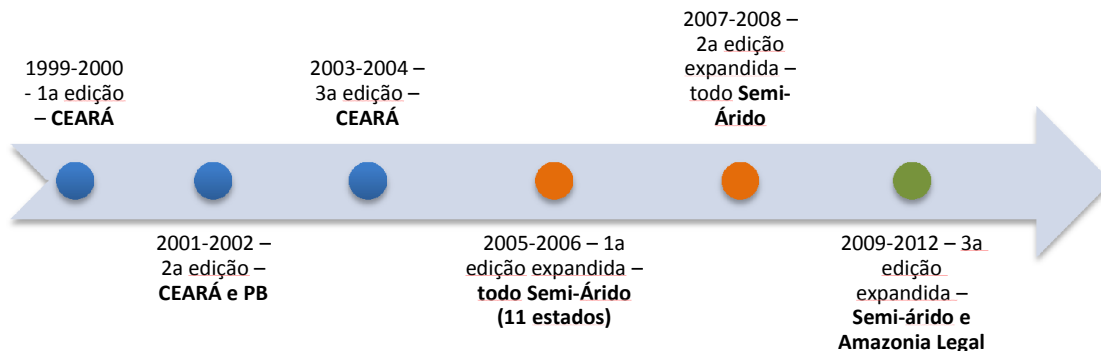 1999-2000
- 1a edição
– CEARÁ
2001-2002 –
2a edição –
CEARÁ e PB
2003-2004 –
3a edição –
CEARÁ
2005-2006 – 1a
edição expandida –
todo Semi-Árido
(11 estados)
2007-2008 –
2a edição
expandida –
todo Semi-
Árido
2009-2012 – 3a
edição
expandida –
Semi-árido e
Amazonia Legal